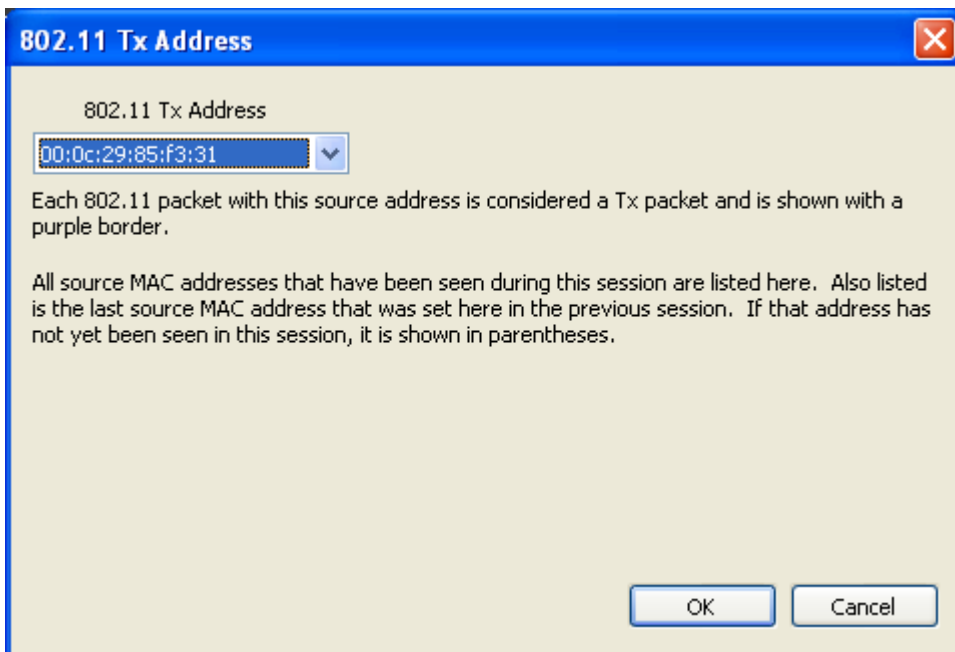 802.11 Tx Address
802.11 Tx Address
00:0c:29:85:f3:31
Each 802.11 packet with this source address is considered a Tx packet and is shown with a
purple border.
All source MAC addresses that have been seen during this session are listed here.  Also listed
is the last source MAC address that was set here in the previous session.  If that address has
not yet been seen in this session, it is shown in parentheses.
OK
Cancel